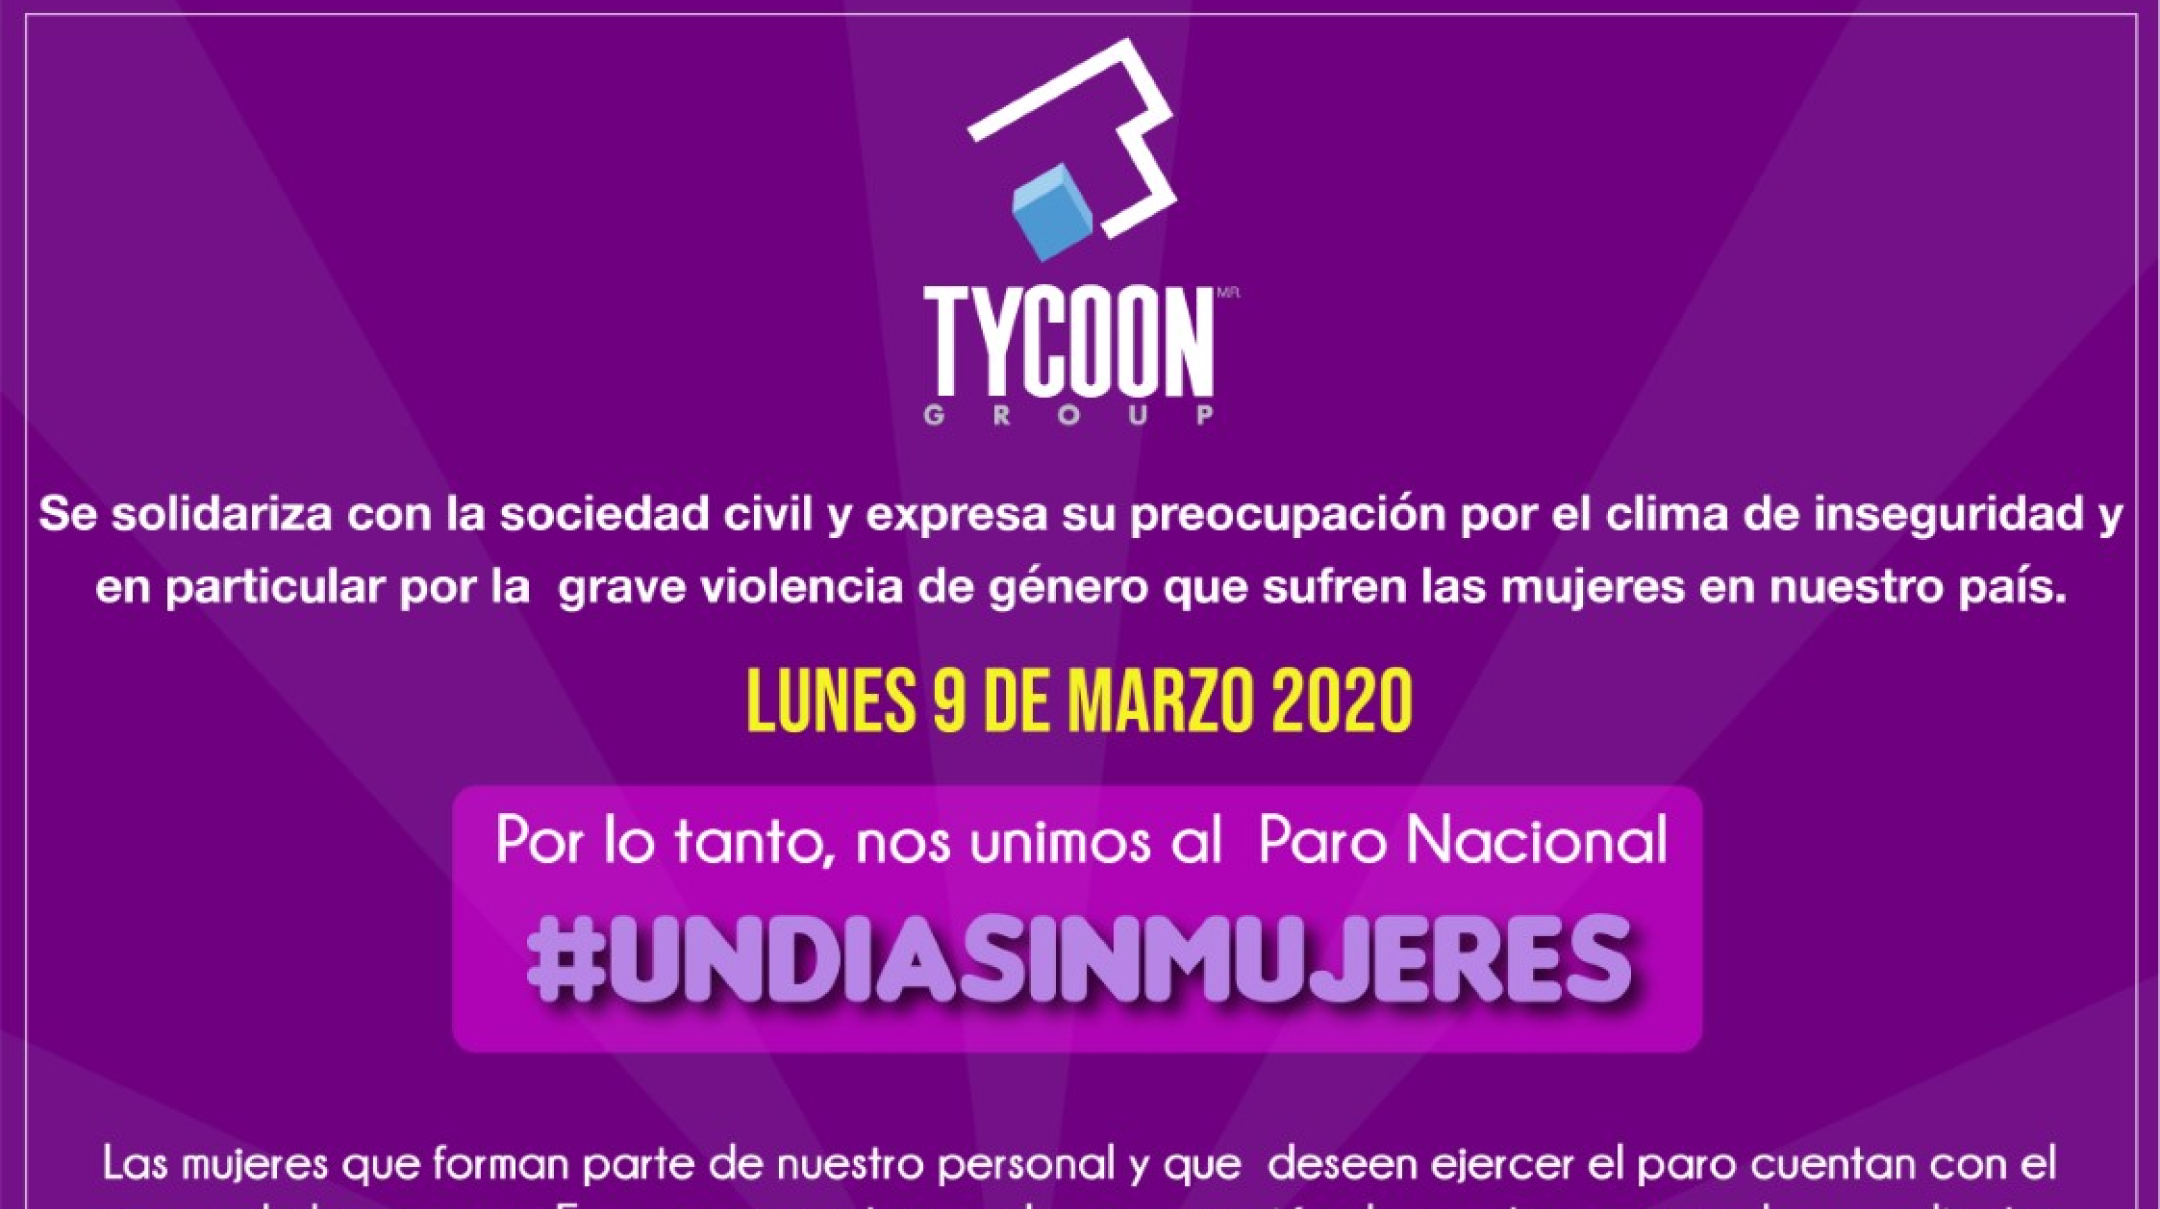 TYCOON MR
GROUP
Se solidariza con la sociedad civil y expresa su preocupación por el clima de inseguridad y
en particular por la grave violencia de género que sufren las mujeres en nuestro país.
LUNES 9 DE MARZO 2020
Por lo tanto, nos unimos al Paro Nacional
#UNDIASINMUJERES
Las mujeres que forman parte de nuestro personal y que deseen ejercer el paro cuentan con el